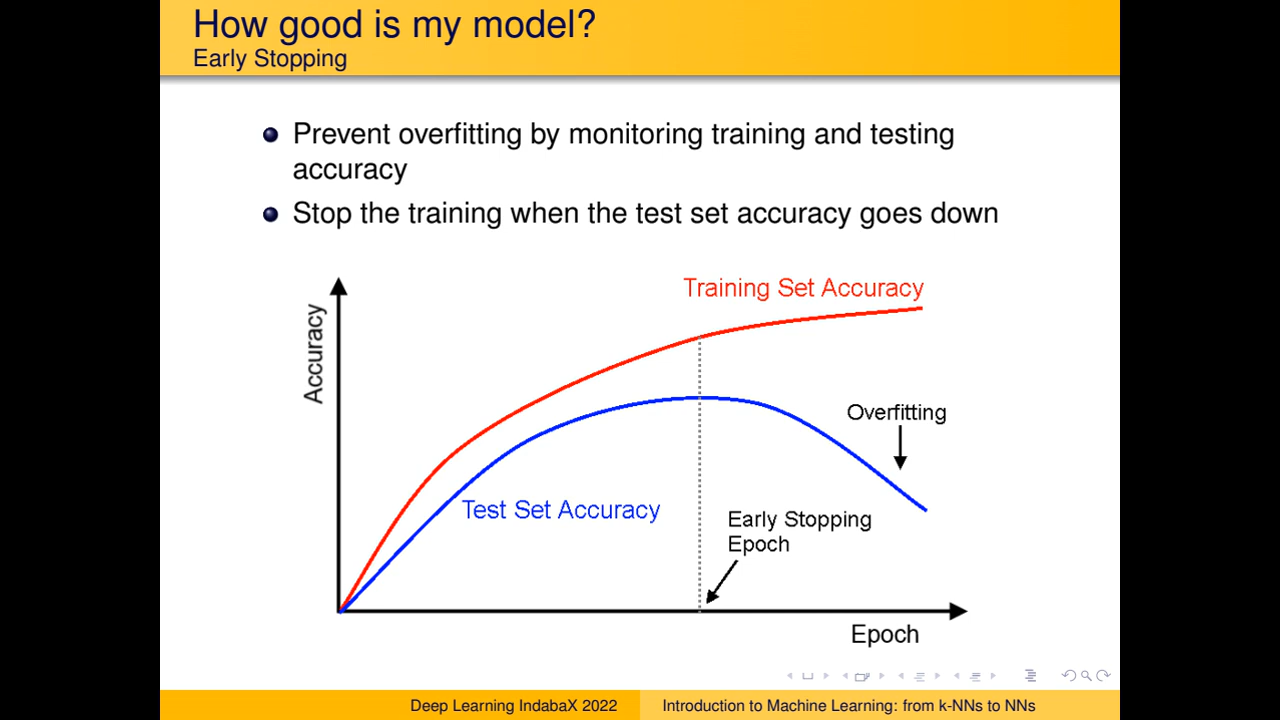 How good is my model?
Early Stopping
Prevent overfitting by monitoring training and testing
accuracy
Stop the training when the test set accuracy goes down
Training Set Accuracy
Accuracy
Overfitting
Test Set Accuracy
Early Stopping
Epoch
Epoch
Deep Learning IndabaX 2022
Introduction to Machine Learning: from k-NNs to NNs